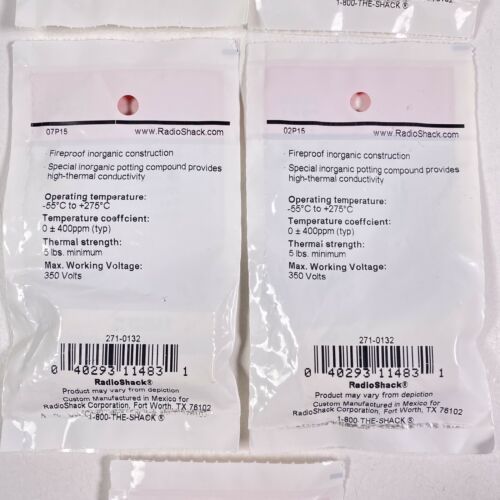 1-800-THE-SHACK ®
07P15 www.RadioShack.com
Fireproof inorganic construction
Special inorganic potting compound provides
high-thermal conductivity
Operating temperature:
-55°C to +275°C
Temperature coeffcient:
0 ± 400ppm (typ)
Thermal strength:
5 lbs. minimum
Max. Working Voltage:
350 Volts
271-0132
0 40293 11483 1
RadioShack®
Product may vary from depiction
Custom Manufactured in Mexico for
RadioShack Corporation, Fort Worth, TX 76102
1-800-THE-SHACK ®
02P15 www.RadioShack.com
Fireproof inorganic construction
Special inorganic potting compound provides
high-thermal conductivity
Operating temperature:
-55°C to +275°C
Temperature coeffcient:
0 ± 400ppm (typ)
Thermal strength:
5 lbs. minimum
Max. Working Voltage:
350 Volts
271-0132
0 40293 11483 1
RadioShack®
Product may vary from depiction
Custom Manufactured in Mexico for
RadioShack Corporation, Fort Worth, TX 76102
1-800-THE-SHACK ®